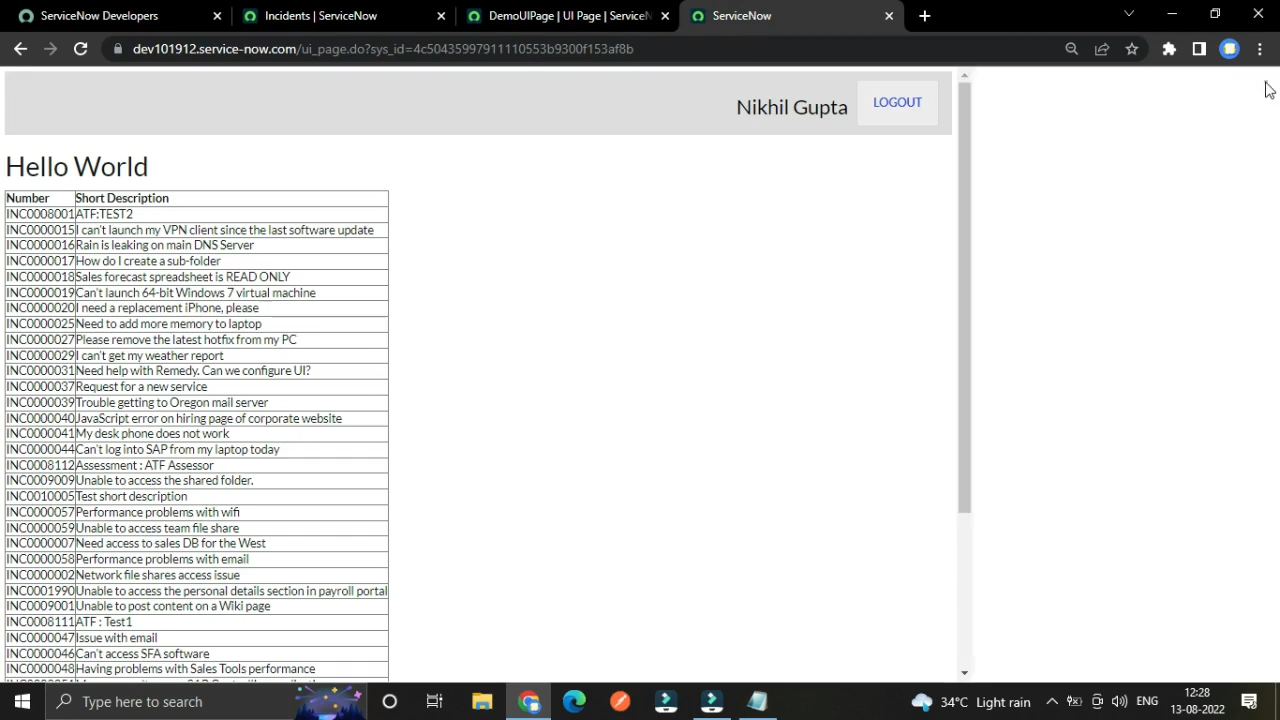 ServiceNow Developers
Incidents | ServiceNow
DemoUIPage | UI Page | Service
ServiceNow
dev101912.service-now.com/ui_page.do?sys_id=4c50435997911110553b9300f153af8b
Nikhil Gupta
LOGOUT
Hello World
Number Short Description
INC0008001 ATF:TEST2
INC0000015 I can't launch my VPN client since the last software update
INC0000016 Rain is leaking on main DNS Server
INC0000017 How do I create a sub-folder
INC0000018 Sales forecast spreadsheet is READ ONLY
INC0000019 Can't launch 64-bit Windows 7 virtual machine
INC0000020 I need a replacement iPhone, please
INC0000025 Need to add more memory to laptop
INC0000027 Please remove the latest hotfix from my PC
INC0000029 I can't get my weather report
INC0000031 Need help with Remedy. Can we configure UI?
INC0000037 Request for a new service
INC0000039 Trouble getting to Oregon mail server
INC0000040 JavaScript error on hiring page of corporate website
INC0000041 My desk phone does not work
INC0000044 Can't log into SAP from my laptop today
INC0008112 Assessment : ATF Assessor
INC0009009 Unable to access the shared folder.
INC0010005 Test short description
INC0000057 Performance problems with wifi
INC0000059 Unable to access team file share
INC0000007 Need access to sales DB for the West
INC0000058 Performance problems with email
INC0000002 Network file shares access issue
INC0001990 Unable to access the personal details section in payroll portal
INC0009001 Unable to post content on a Wiki page
INC0008111 ATF : Test1
INC0000047 Issue with email
INC0000046 Can't access SFA software
INC0000048 Having problems with Sales Tools performance
Type here to search
34°C Light rain
ENG
12:28
13-08-2022